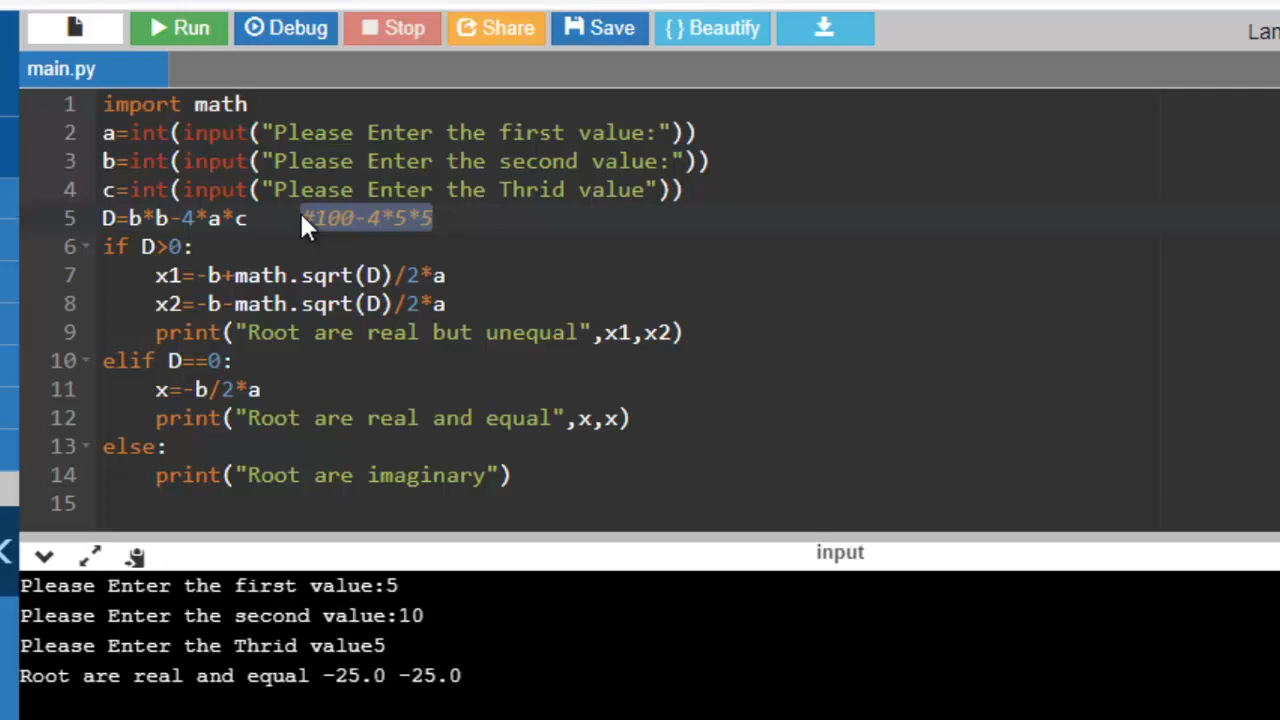 Run Debug Stop Share Save { } Beautify
Lan
main.py
1 import math
2 a=int(input("Please Enter the first value:"))
3 b=int(input("Please Enter the second value:"))
4 c=int(input("Please Enter the Thrid value"))
5 D=b*b-4*a*c #100-4*5*5
6 if D>0:
7 x1=-b+math.sqrt(D)/2*a
8 x2=-b-math.sqrt(D)/2*a
9 print("Root are real but unequal",x1,x2)
10 elif D==0:
11 x=-b/2*a
12 print("Root are real and equal",x,x)
13 else:
14 print("Root are imaginary")
15
input
Please Enter the first value:5
Please Enter the second value:10
Please Enter the Thrid value5
Root are real and equal -25.0 -25.0